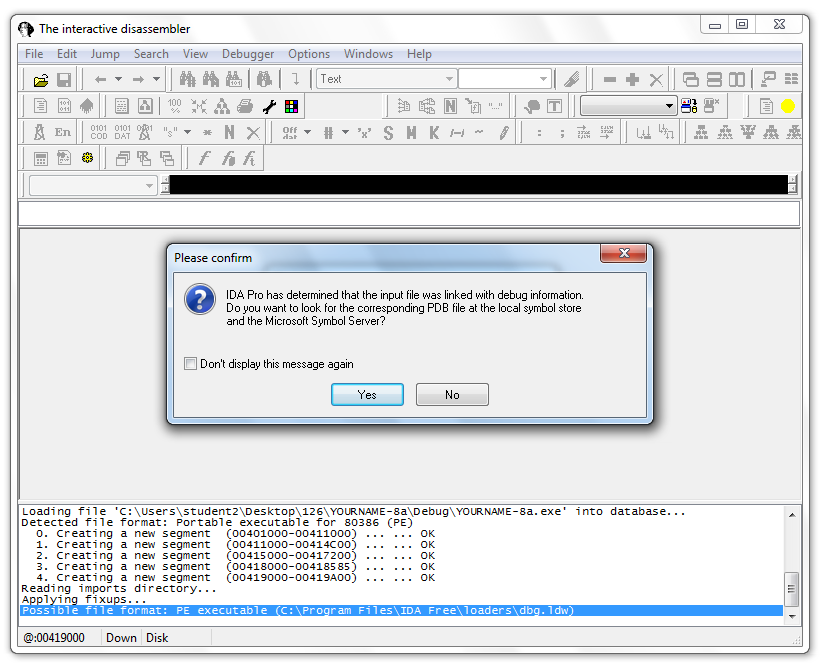 The interactive disassembler
File Edit Jump Search View Debugger Options Windows Help
Text
En
Off
S M K
Please confirm
IDA Pro has determined that the input file was linked with debug information.
Do you want to look for the corresponding PDB file at the local symbol store
and the Microsoft Symbol Server?
Don't display this message again
Yes No
Loading file 'C:\Users\student2\Desktop\126\YOURNAME-8a\Debug\YOURNAME-8a.exe' into database...
Detected file format: Portable executable for 80386 (PE)
0. Creating a new segment (00401000-00411000) ... ... OK
1. Creating a new segment (00411000-00414C00) ... ... OK
2. Creating a new segment (00415000-00417200) ... ... OK
3. Creating a new segment (00418000-00418585) ... ... OK
4. Creating a new segment (00419000-00419A00) ... ... OK
Reading imports directory...
Applying fixups...
Possible file format: PE executable (C:\Program Files\IDA Free\loaders\dbg.ldw)
@:00419000 Down Disk